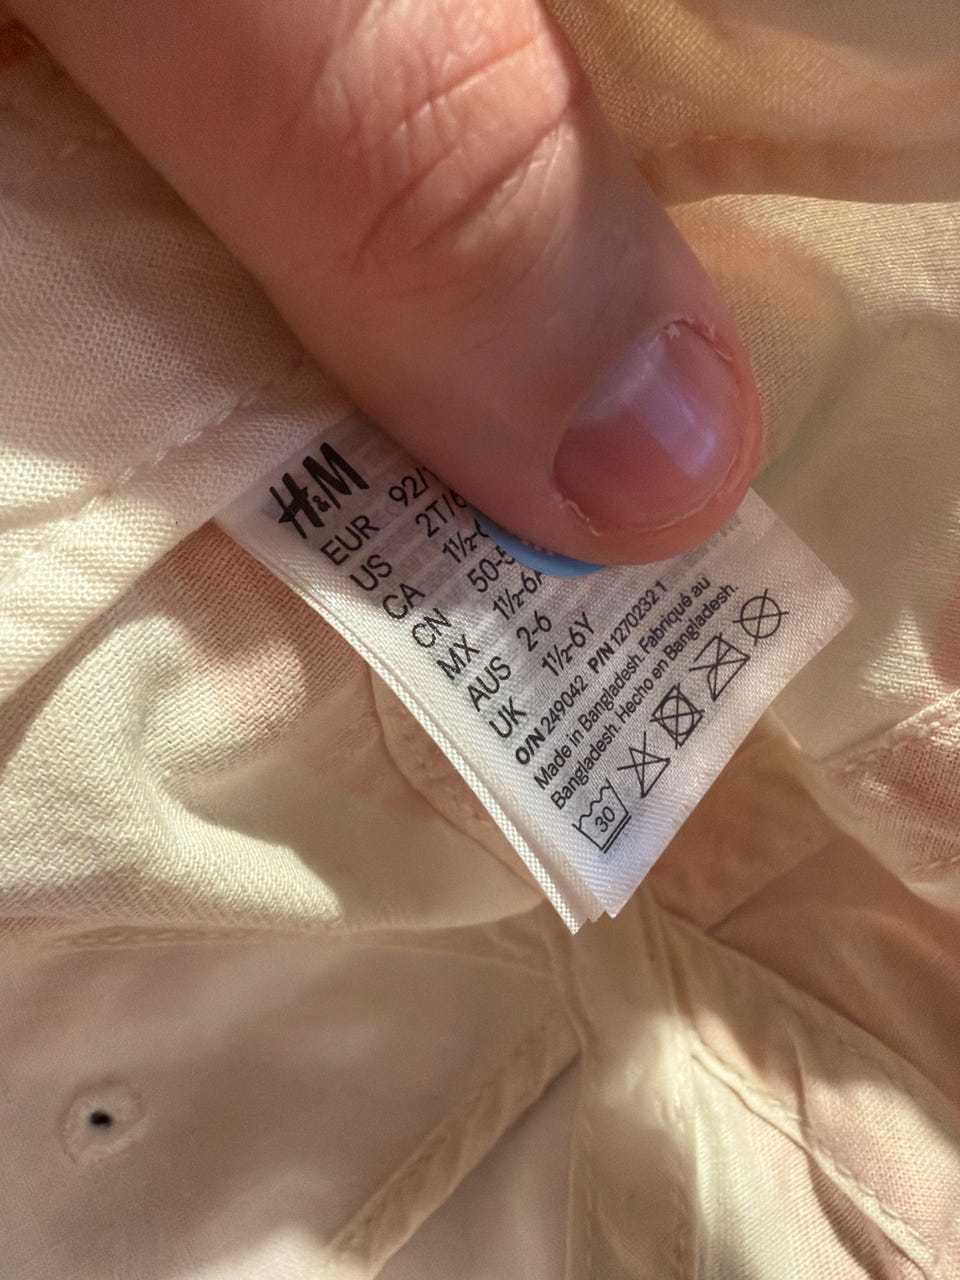 H&M
EUR 92/
US 2T/6
CA 1½-
CN 50-5
MX 1½-6
AUS 2-6
UK 1½-6Y
O/N 249042 P/N 12702321
Made in Bangladesh. Fabriqué au
Bangladesh. Hecho en Bangladesh.
30